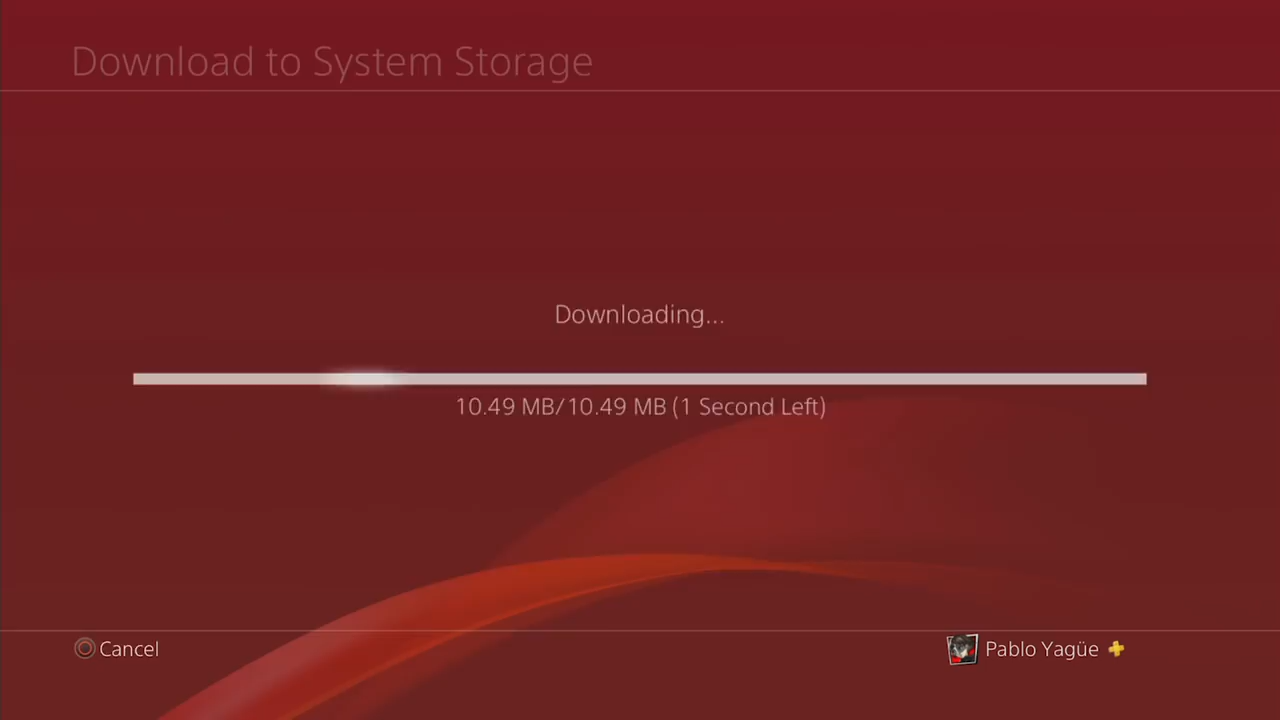 Download to System Storage
Downloading...
10.49 MB/10.49 MB (1 Second Left)
Cancel
Pablo Yagüe